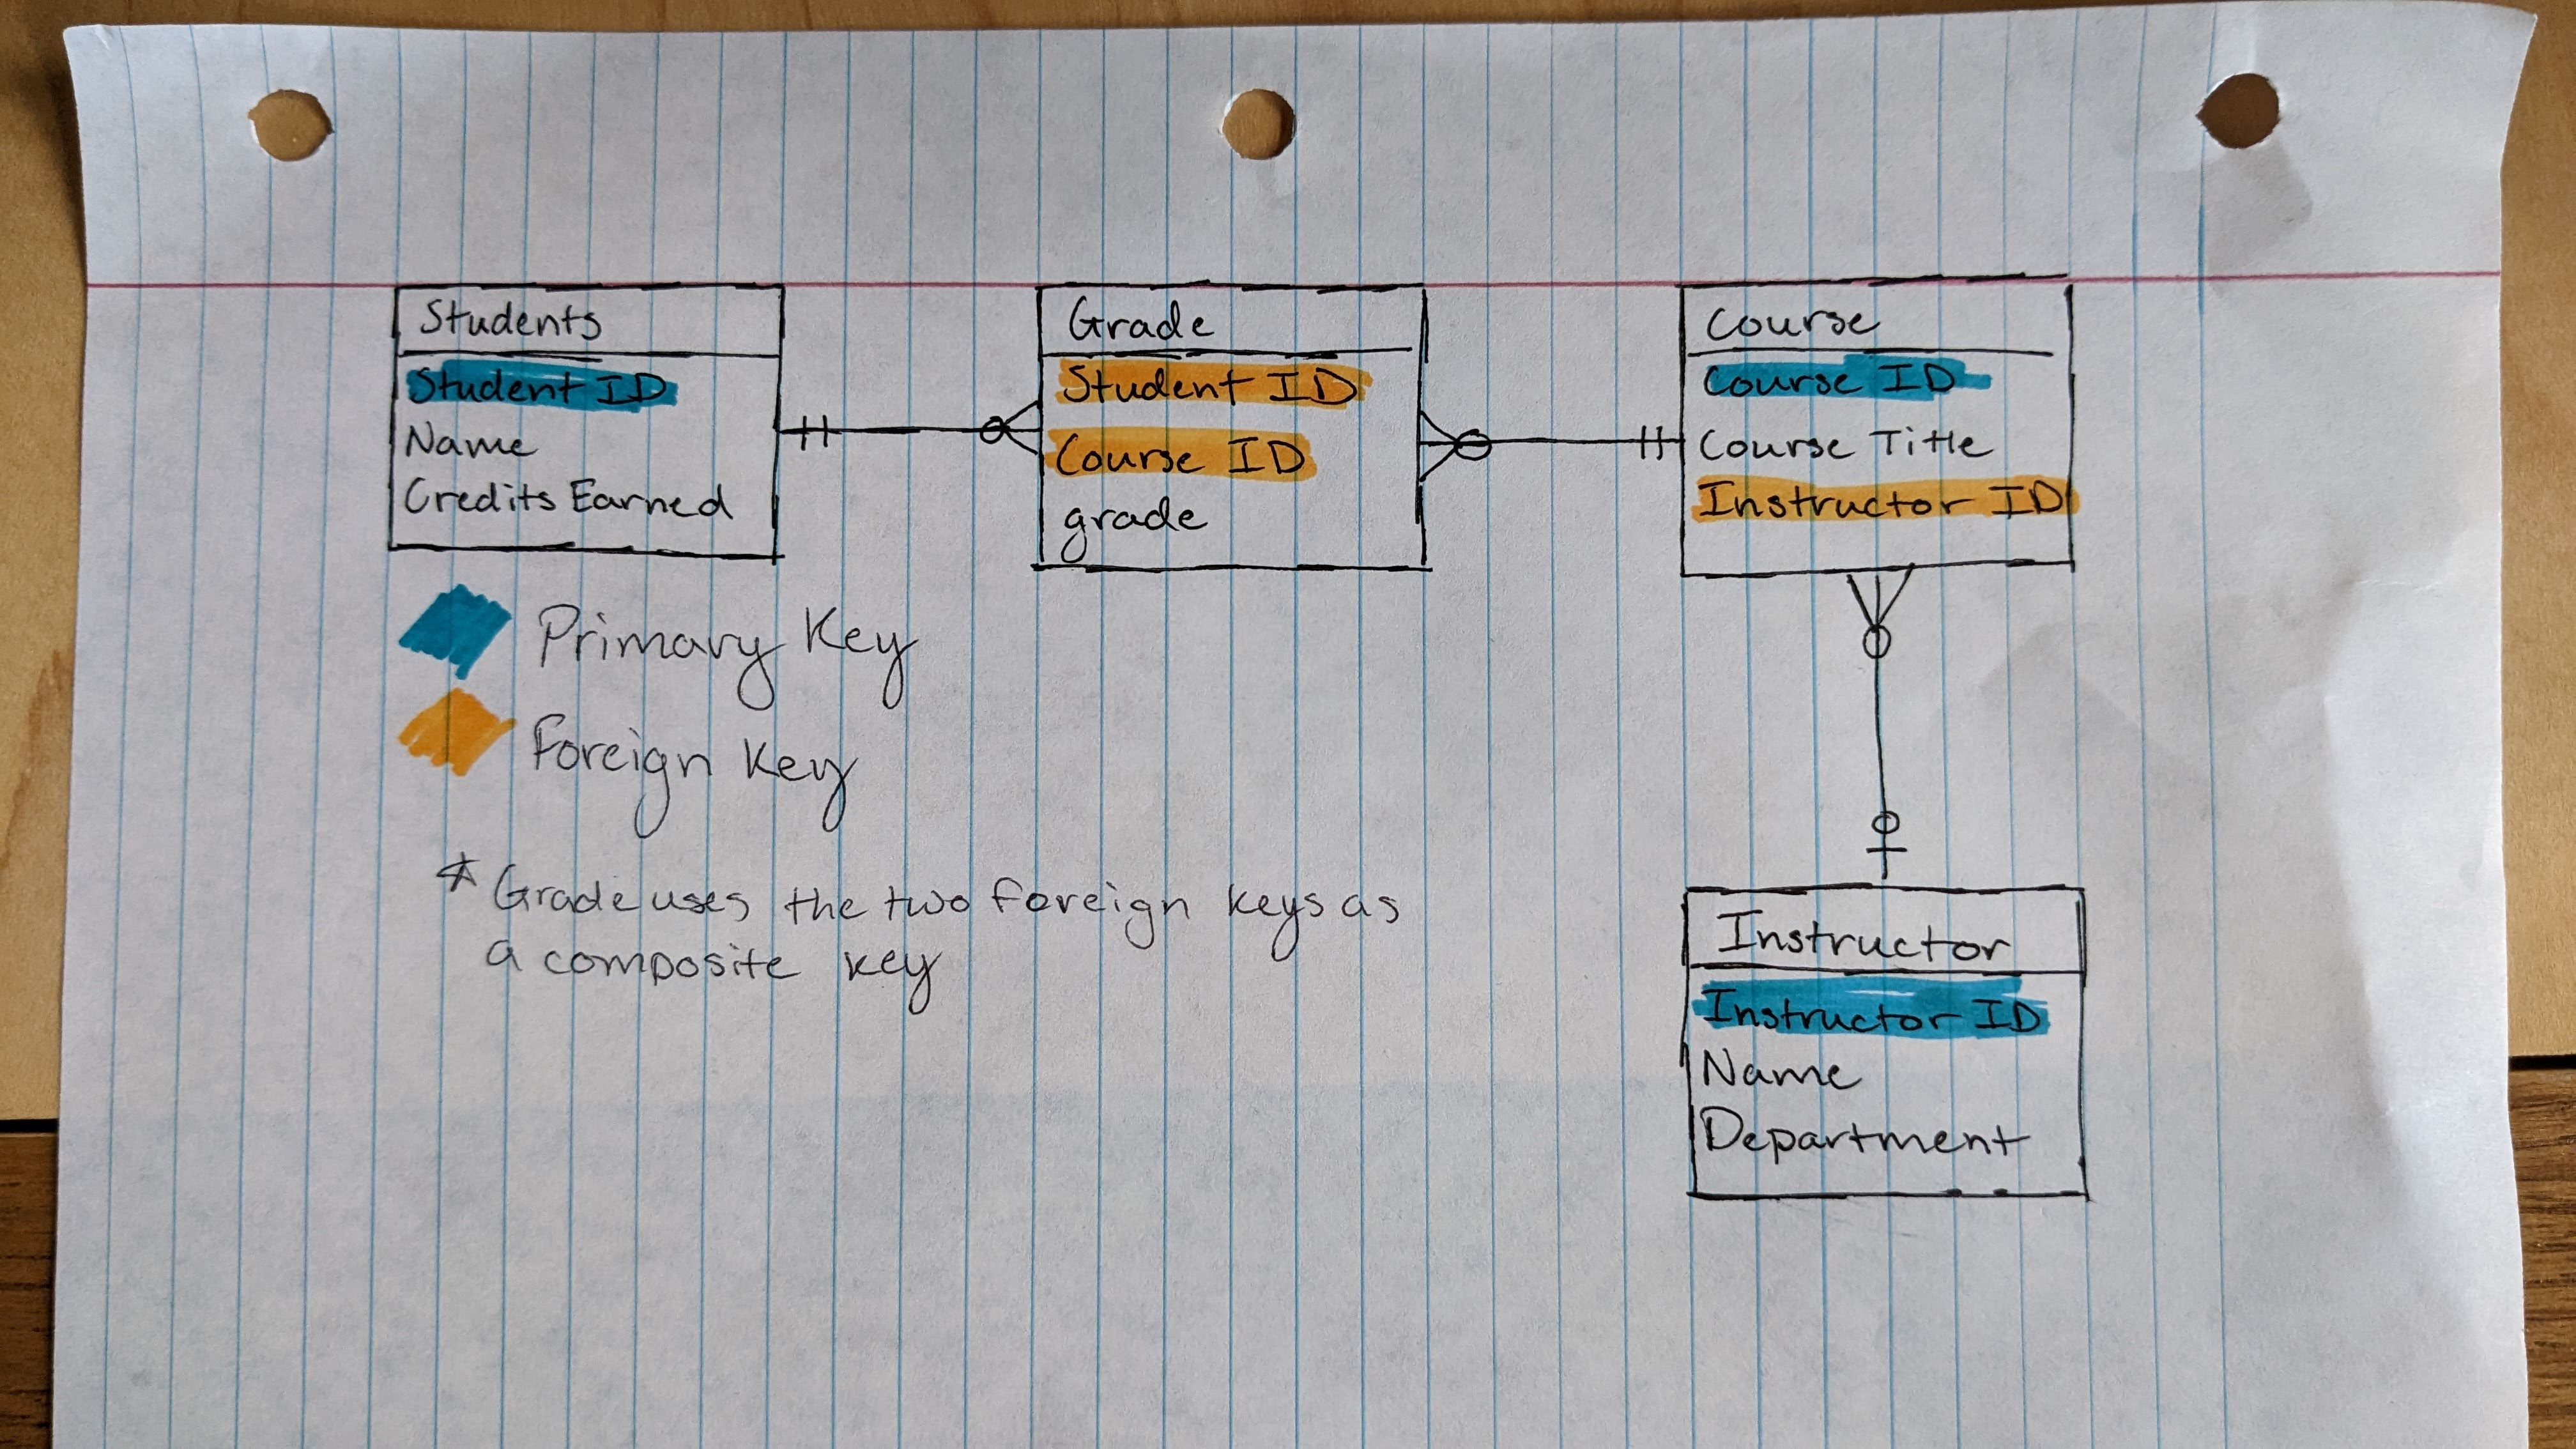 Students
Student ID
Name
Credits Earned
Grade
Student ID
Course ID
grade
Course
Course ID
Course Title
Instructor ID
Primary Key
Foreign Key
* Grade uses the two foreign keys as
a composite key
Instructor
Instructor ID
Name
Department